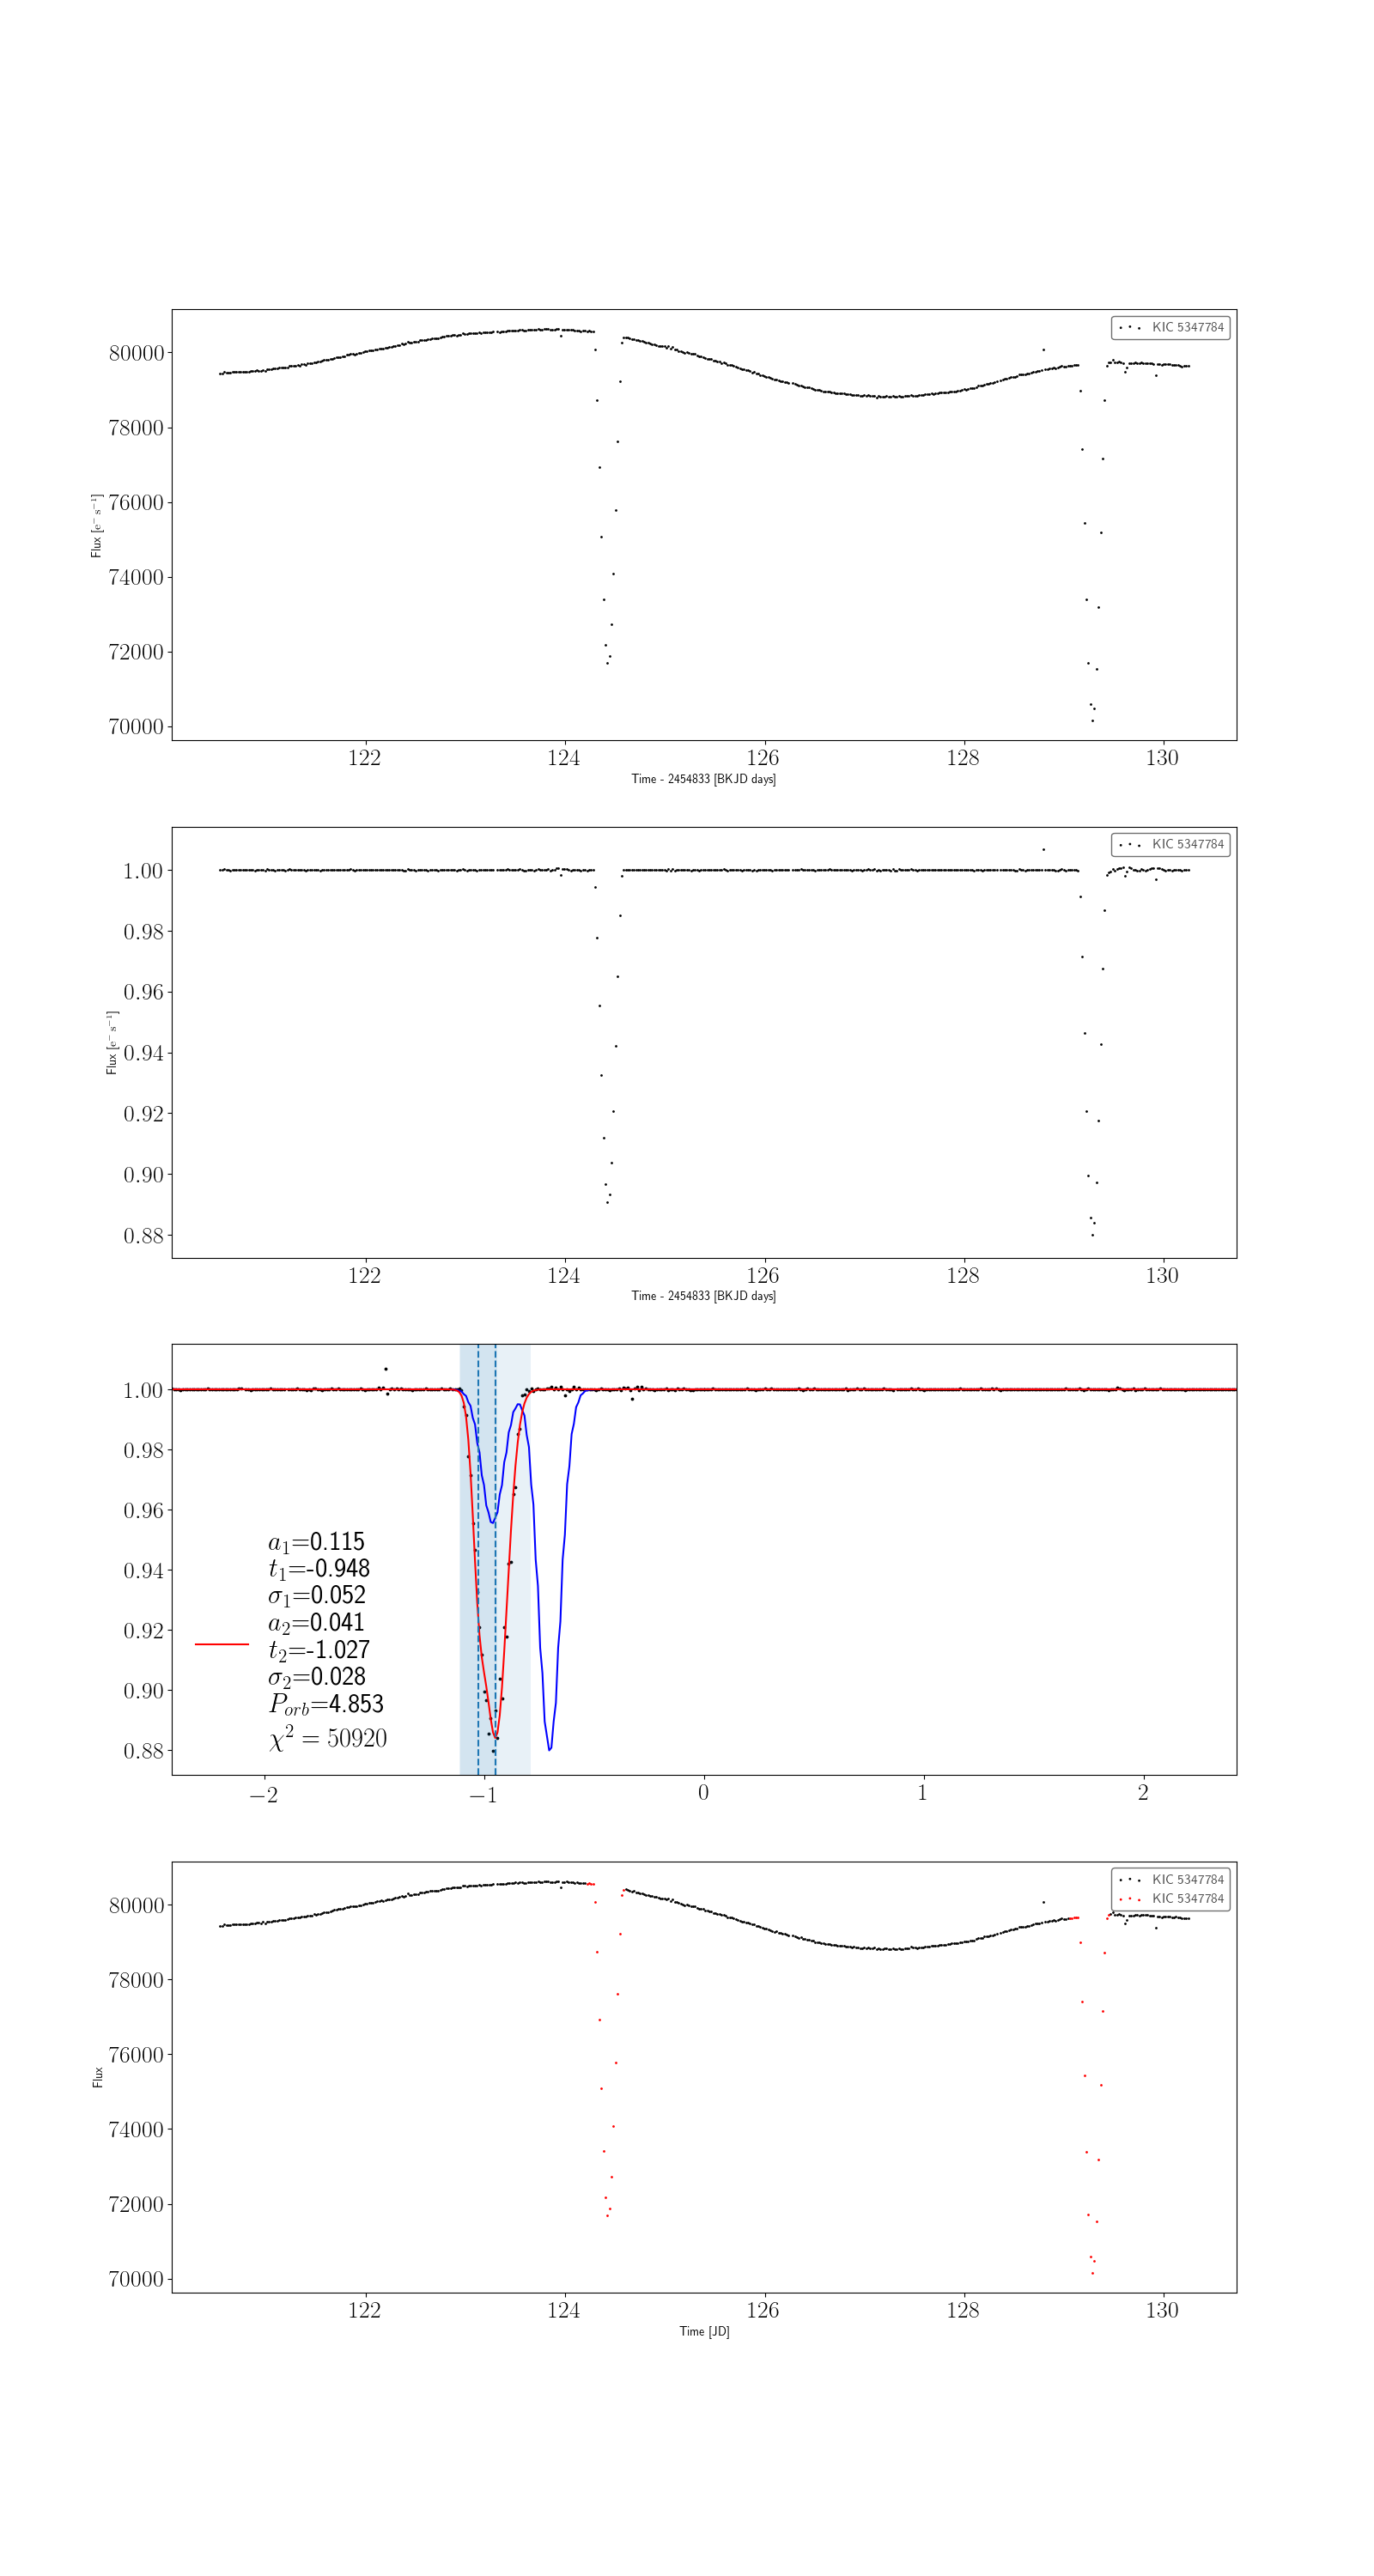 KIC 5347784
80000
78000
76000
74000
72000
70000
Flux [e⁻ s⁻¹]
122 124 126 128 130
Time - 2454833 [BKJD days]
KIC 5347784
1.00
0.98
0.96
0.94
0.92
0.90
0.88
Flux [e⁻ s⁻¹]
122 124 126 128 130
Time - 2454833 [BKJD days]
1.00
0.98
0.96
0.94
0.92
0.90
0.88
a₁=0.115
t₁=-0.948
σ₁=0.052
a₂=0.041
t₂=-1.027
σ₂=0.028
P_orb=4.853
χ² = 50920
−2 −1 0 1 2
KIC 5347784
KIC 5347784
80000
78000
76000
74000
72000
70000
Flux
122 124 126 128 130
Time [JD]